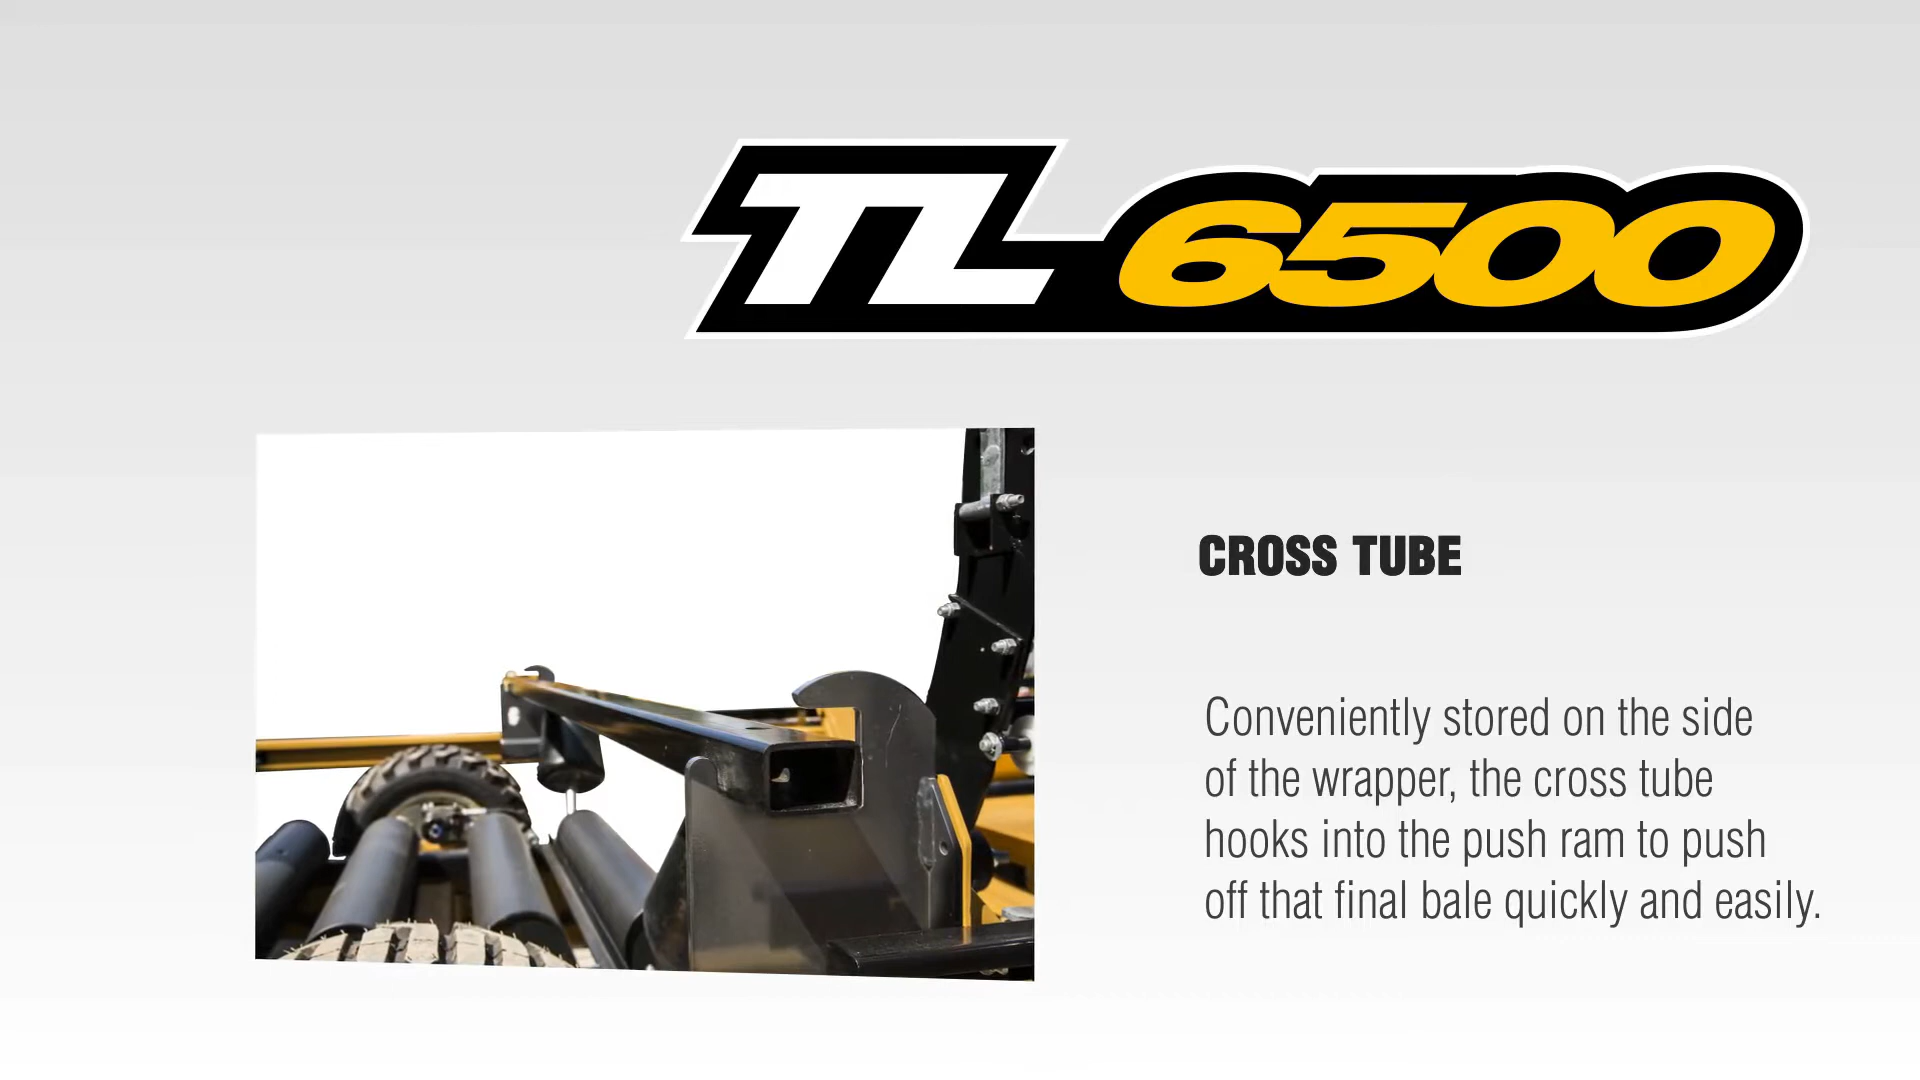 TL 6500
CROSS TUBE
Conveniently stored on the side
of the wrapper, the cross tube
hooks into the push ram to push
off that final bale quickly and easily.